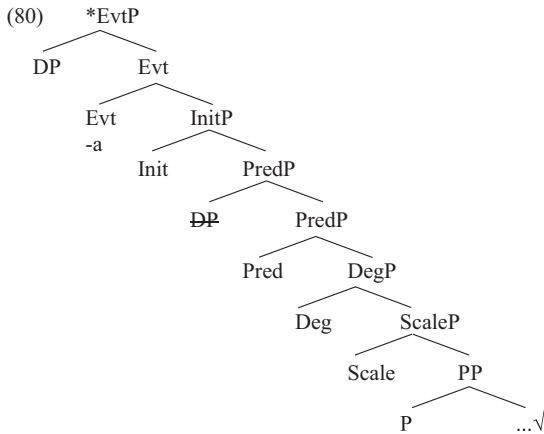 (80) *EvtP
DP Evt
Evt InitP
-a
Init PredP
DP PredP
Pred DegP
Deg ScaleP
Scale PP
P ...√